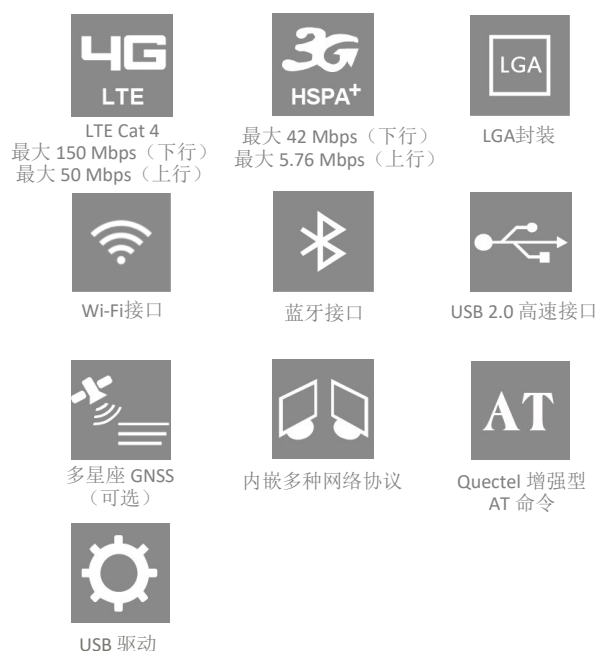 4G
LTE
LTE Cat 4
最大 150 Mbps（下行）
最大 50 Mbps（上行）
3G
HSPA+
最大 42 Mbps（下行）
最大 5.76 Mbps（上行）
LGA
LGA封装
Wi-Fi接口
蓝牙接口
USB 2.0 高速接口
多星座 GNSS
（可选）
内嵌多种网络协议
AT
Quectel 增强型
AT 命令
USB 驱动